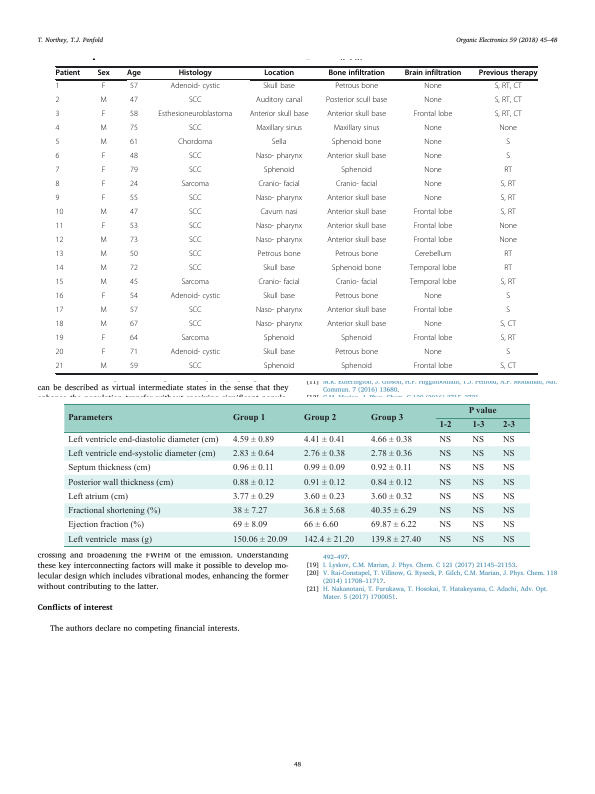 T. Northey, T.J. Penfold
Organic Electronics 59 (2018) 45–48
Patient Sex Age Histology Location Bone infiltration Brain infiltration Previous therapy
1 F 57 Adenoid- cystic Skull base Petrous bone None S, RT, CT
2 M 47 SCC Auditory canal Posterior scull base None S, RT, CT
3 F 58 Esthesioneuroblastoma Anterior skull base Anterior skull base Frontal lobe S, RT, CT
4 M 75 SCC Maxillary sinus Maxillary sinus None None
5 M 61 Chordoma Sella Sphenoid bone None S
6 F 48 SCC Naso- pharynx Anterior skull base None S
7 F 79 SCC Sphenoid Sphenoid None RT
8 F 24 Sarcoma Cranio- facial Cranio- facial None S, RT
9 F 55 SCC Naso- pharynx Anterior skull base None S, RT
10 M 47 SCC Cavum nasi Anterior skull base Frontal lobe S, RT
11 F 53 SCC Naso- pharynx Anterior skull base Frontal lobe None
12 M 73 SCC Naso- pharynx Anterior skull base Frontal lobe None
13 M 50 SCC Petrous bone Petrous bone Cerebellum RT
14 M 72 SCC Skull base Sphenoid bone Temporal lobe RT
15 M 45 Sarcoma Cranio- facial Cranio- facial Temporal lobe S, RT
16 F 54 Adenoid- cystic Skull base Petrous bone None S
17 M 57 SCC Naso- pharynx Anterior skull base Frontal lobe S
18 M 67 SCC Naso- pharynx Anterior skull base None S, CT
19 F 64 Sarcoma Sphenoid Sphenoid Frontal lobe S, RT
20 F 71 Adenoid- cystic Skull base Petrous bone None S
21 M 59 SCC Sphenoid Sphenoid Frontal lobe S, CT
can be described as virtual intermediate states in the sense that they
Commun. 7 (2016) 13680.
Parameters Group 1 Group 2 Group 3 P value
1-2 1-3 2-3
Left ventricle end-diastolic diameter (cm) 4.59 ± 0.89 4.41 ± 0.41 4.66 ± 0.38 NS NS NS
Left ventricle end-systolic diameter (cm) 2.83 ± 0.64 2.76 ± 0.38 2.78 ± 0.36 NS NS NS
Septum thickness (cm) 0.96 ± 0.11 0.99 ± 0.09 0.92 ± 0.11 NS NS NS
Posterior wall thickness (cm) 0.88 ± 0.12 0.91 ± 0.12 0.84 ± 0.12 NS NS NS
Left atrium (cm) 3.77 ± 0.29 3.60 ± 0.23 3.60 ± 0.32 NS NS NS
Fractional shortening (%) 38 ± 7.27 36.8 ± 5.68 40.35 ± 6.29 NS NS NS
Ejection fraction (%) 69 ± 8.09 66 ± 6.60 69.87 ± 6.22 NS NS NS
Left ventricle mass (g) 150.06 ± 20.09 142.4 ± 21.20 139.8 ± 27.40 NS NS NS
crossing and broadening the FWHM of the emission. Understanding
these key interconnecting factors will make it possible to develop mo-
lecular design which includes vibrational modes, enhancing the former
without contributing to the latter.
Conflicts of interest
The authors declare no competing financial interests.
492–497.
[19] I. Lyskov, C.M. Marian, J. Phys. Chem. C 121 (2017) 21145–21153.
[20] V. Rai-Constapel, T. Villnow, G. Ryseck, P. Gilch, C.M. Marian, J. Phys. Chem. 118
(2014) 11708–11717.
[21] H. Nakanotani, T. Furukawa, T. Hosokai, T. Hatakeyama, C. Adachi, Adv. Opt.
Mater. 5 (2017) 1700051.
48